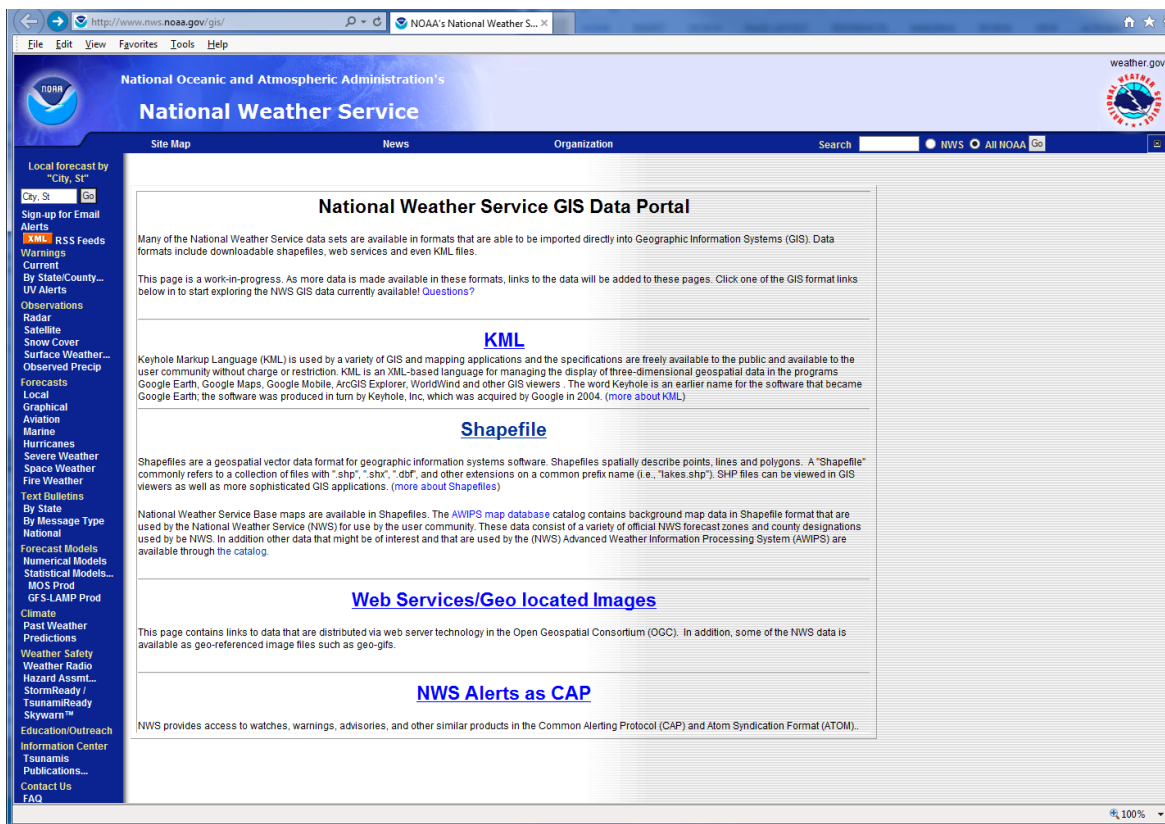 http://www.nws.noaa.gov/gis/
NOAA's National Weather S...
File Edit View Favorites Tools Help
weather.gov
NOAA
National Oceanic and Atmospheric Administration's
National Weather Service
Site Map News Organization Search NWS All NOAA Go
Local forecast by
"City, St"
City, St Go
Sign-up for Email
Alerts
XML RSS Feeds
Warnings
Current
By State/County...
UV Alerts
Observations
Radar
Satellite
Snow Cover
Surface Weather...
Observed Precip
Forecasts
Local
Graphical
Aviation
Marine
Hurricanes
Severe Weather
Space Weather
Fire Weather
Text Bulletins
By State
By Message Type
National
Forecast Models
Numerical Models
Statistical Models...
MOS Prod
GFS-LAMP Prod
Climate
Past Weather
Predictions
Weather Safety
Weather Radio
Hazard Assmt...
StormReady /
TsunamiReady
Skywarn™
Education/Outreach
Information Center
Tsunamis
Publications...
Contact Us
FAQ
National Weather Service GIS Data Portal
Many of the National Weather Service data sets are available in formats that are able to be imported directly into Geographic Information Systems (GIS). Data
formats include downloadable shapefiles, web services and even KML files.
This page is a work-in-progress. As more data is made available in these formats, links to the data will be added to these pages. Click one of the GIS format links
below in to start exploring the NWS GIS data currently available! Questions?
KML
Keyhole Markup Language (KML) is used by a variety of GIS and mapping applications and the specifications are freely available to the public and available to the
user community without charge or restriction. KML is an XML-based language for managing the display of three-dimensional geospatial data in the programs
Google Earth, Google Maps, Google Mobile, ArcGIS Explorer, WorldWind and other GIS viewers . The word Keyhole is an earlier name for the software that became
Google Earth; the software was produced in turn by Keyhole, Inc, which was acquired by Google in 2004. (more about KML)
Shapefile
Shapefiles are a geospatial vector data format for geographic information systems software. Shapefiles spatially describe points, lines and polygons. A "Shapefile"
commonly refers to a collection of files with ".shp", ".shx", ".dbf", and other extensions on a common prefix name (i.e., "lakes.shp"). SHP files can be viewed in GIS
viewers as well as more sophisticated GIS applications. (more about Shapefiles)
National Weather Service Base maps are available in Shapefiles. The AWIPS map database catalog contains background map data in Shapefile format that are
used by the National Weather Service (NWS) for use by the user community. These data consist of a variety of official NWS forecast zones and county designations
used by be NWS. In addition other data that might be of interest and that are used by the (NWS) Advanced Weather Information Processing System (AWIPS) are
available through the catalog.
Web Services/Geo located Images
This page contains links to data that are distributed via web server technology in the Open Geospatial Consortium (OGC). In addition, some of the NWS data is
available as geo-referenced image files such as geo-gifs.
NWS Alerts as CAP
NWS provides access to watches, warnings, advisories, and other similar products in the Common Alerting Protocol (CAP) and Atom Syndication Format (ATOM)..
100%